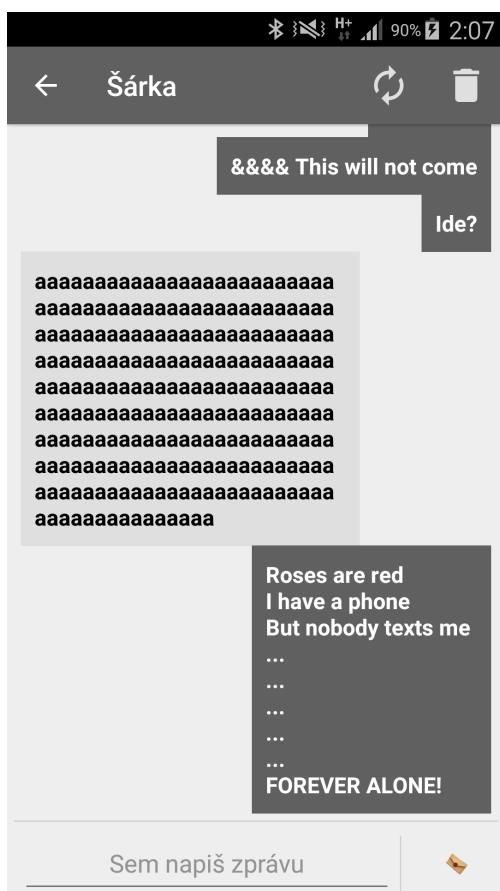 H+
90%
2:07
Šárka
&&&& This will not come
Ide?
aaaaaaaaaaaaaaaaaaaaaaaaa
aaaaaaaaaaaaaaaaaaaaaaaaa
aaaaaaaaaaaaaaaaaaaaaaaaa
aaaaaaaaaaaaaaaaaaaaaaaaa
aaaaaaaaaaaaaaaaaaaaaaaaa
aaaaaaaaaaaaaaaaaaaaaaaaa
aaaaaaaaaaaaaaaaaaaaaaaaa
aaaaaaaaaaaaaaaaaaaaaaaaa
aaaaaaaaaaaaaaaaaaaaaaaaa
aaaaaaaaaaaaaaa
Roses are red
I have a phone
But nobody texts me
...
...
...
...
...
FOREVER ALONE!
Sem napiš zprávu